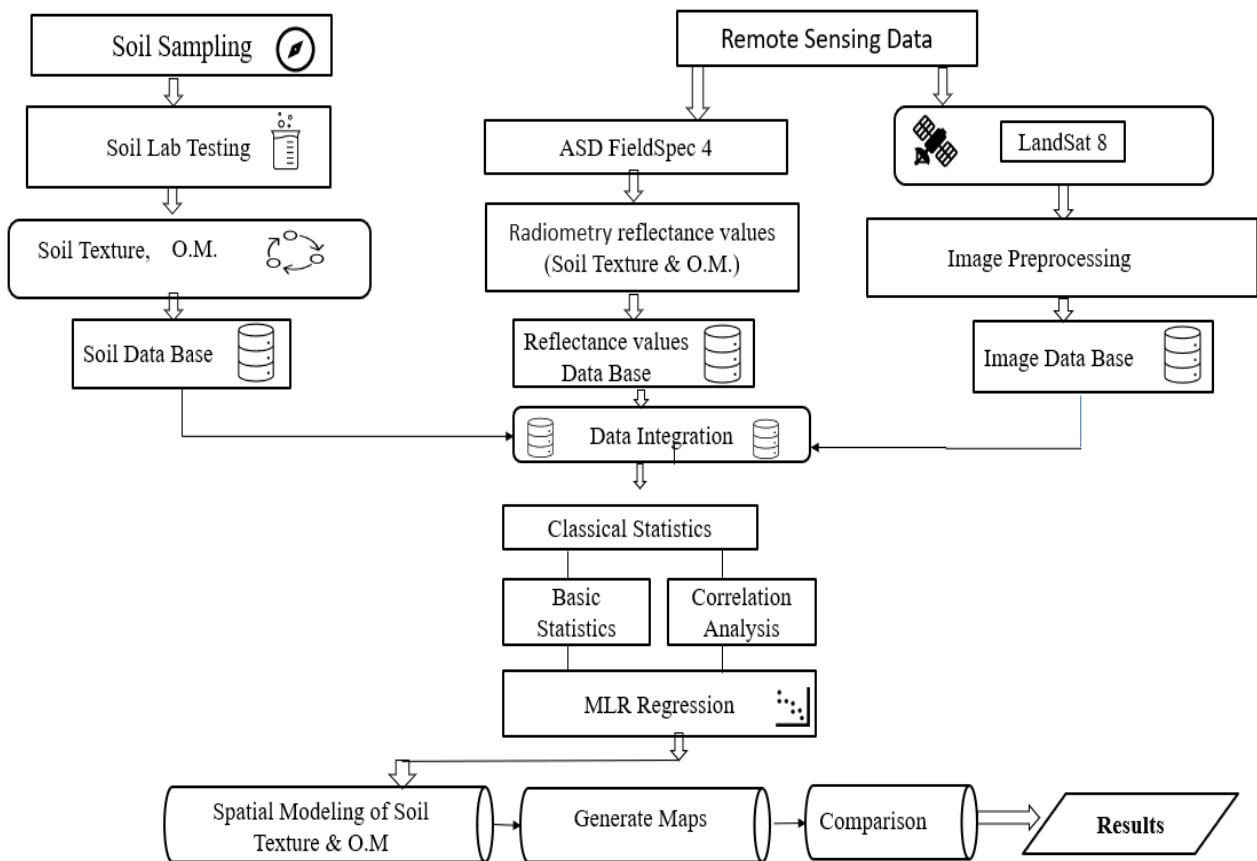 Soil Sampling
Remote Sensing Data
Soil Lab Testing
ASD FieldSpec 4
LandSat 8
Soil Texture, O.M.
Radiometry reflectance values
(Soil Texture & O.M.)
Image Preprocessing
Soil Data Base
Reflectance values
Data Base
Image Data Base
Data Integration
Classical Statistics
Basic
Statistics
Correlation
Analysis
MLR Regression
Spatial Modeling of Soil
Texture & O.M
Generate Maps
Comparison
Results